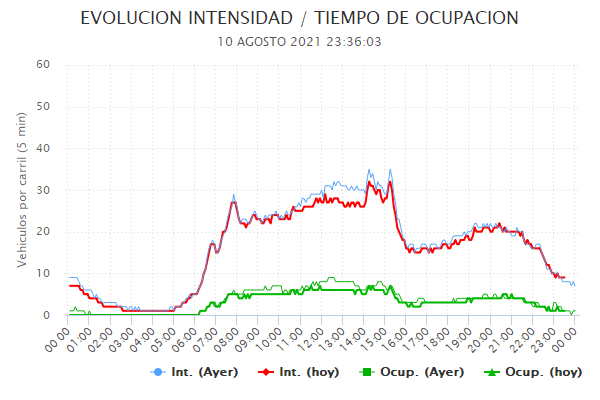 EVOLUCION INTENSIDAD / TIEMPO DE OCUPACION
10 AGOSTO 2021 23:36:03
Vehiculos por carril (5 min)
60
50
40
30
20
10
0
00:00 01:00 02:00 03:00 04:00 05:00 06:00 07:00 08:00 09:00 10:00 11:00 12:00 13:00 14:00 15:00 16:00 17:00 18:00 19:00 20:00 21:00 22:00 23:00 00:00
Int. (Ayer) Int. (hoy) Ocup. (Ayer) Ocup. (hoy)